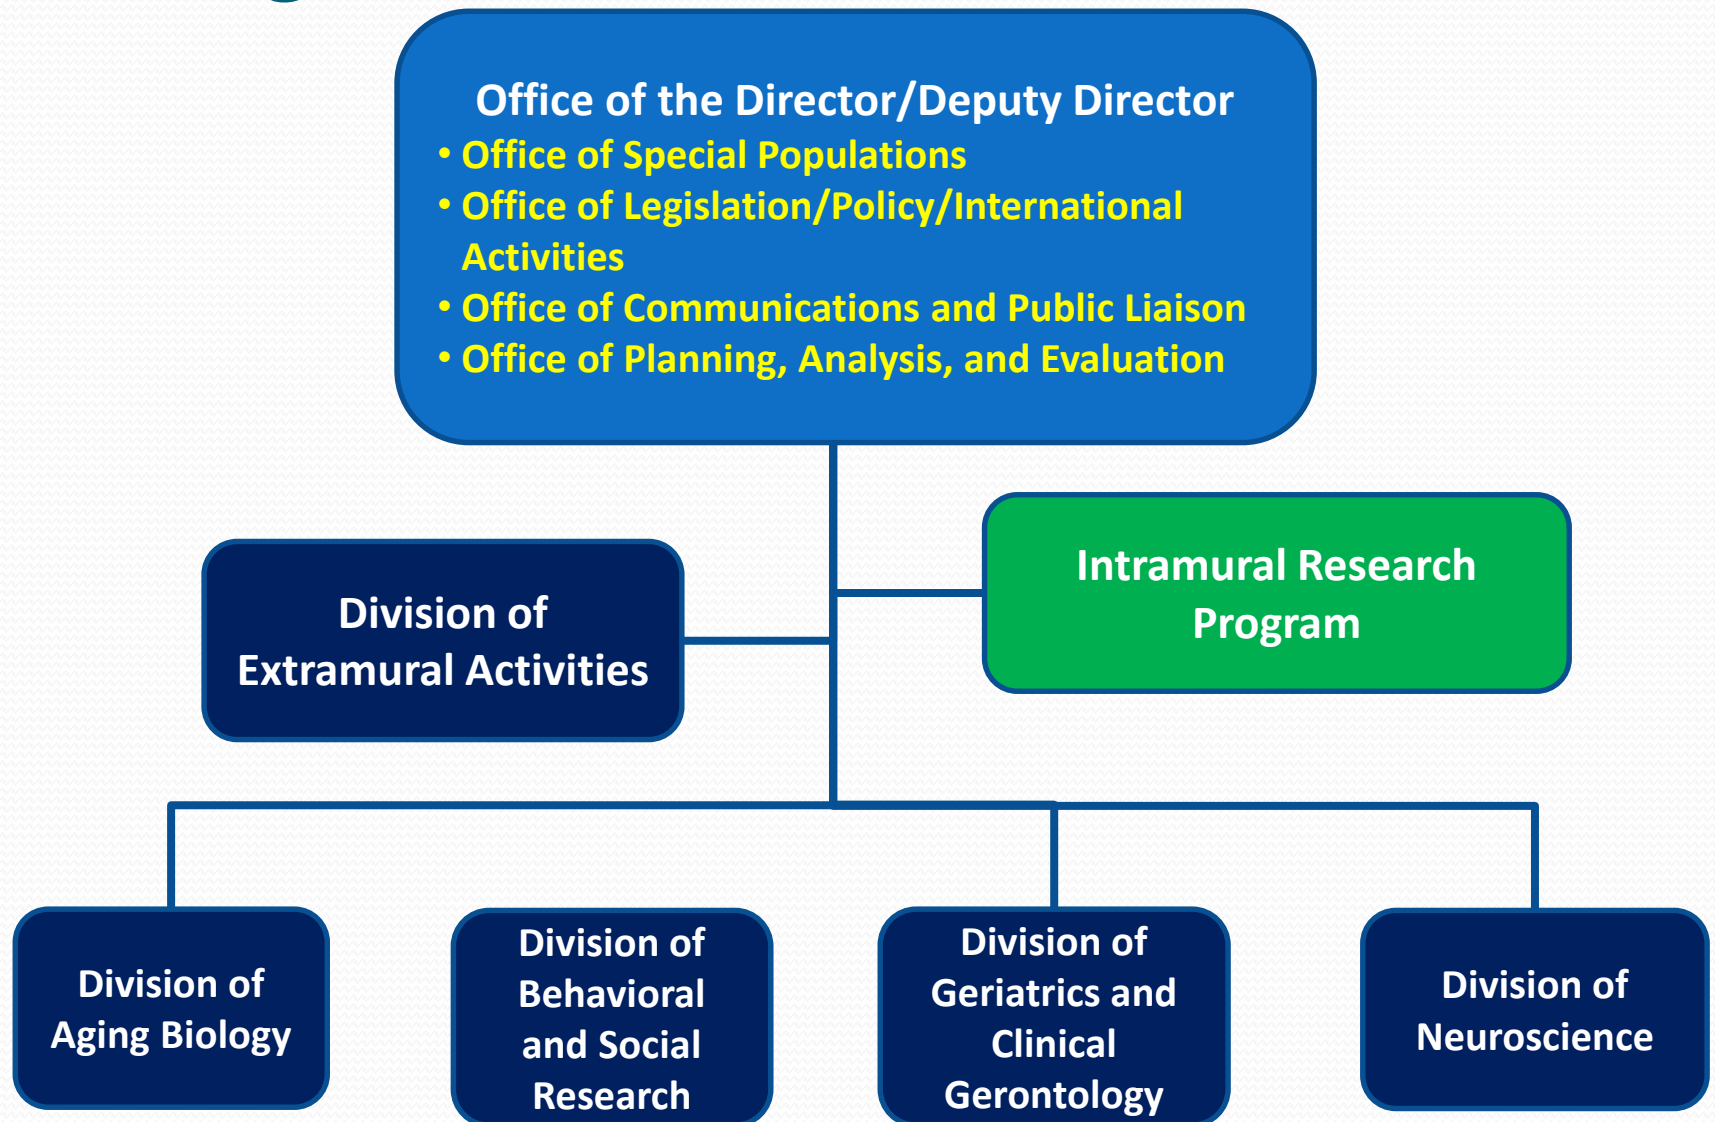 Office of the Director/Deputy Director
• Office of Special Populations
• Office of Legislation/Policy/International
Activities
• Office of Communications and Public Liaison
• Office of Planning, Analysis, and Evaluation
Intramural Research
Program
Division of
Extramural Activities
Division of
Aging Biology
Division of
Behavioral
and Social
Research
Division of
Geriatrics and
Clinical
Gerontology
Division of
Neuroscience